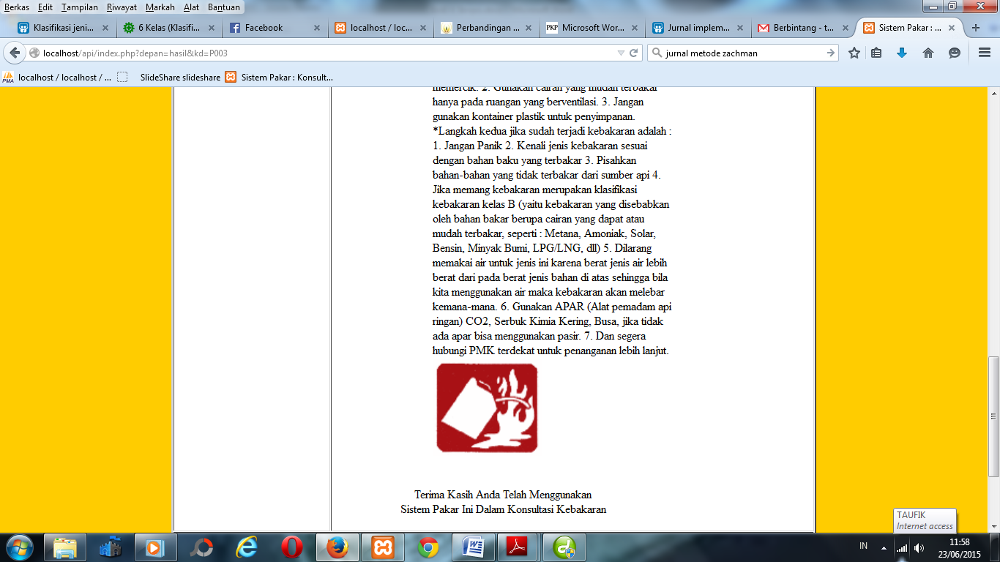 Berkas Edit Tampilan Riwayat Markah Alat Bantuan
Klasifikasi jeni...
6 Kelas (Klasifi...
Facebook
localhost / loc...
Perbandingan ...
PKP Microsoft Wor...
Jurnal implem...
Berbintang - t...
Sistem Pakar : ...
localhost/api/index.php?depan=hasil&kd=P003
jurnal metode zachman
PMA localhost / localhost / ...
SlideShare slideshare
Sistem Pakar : Konsult...
memercik. 2. Gunakan cairan yang mudah terbakar
hanya pada ruangan yang berventilasi. 3. Jangan
gunakan kontainer plastik untuk penyimpanan.
*Langkah kedua jika sudah terjadi kebakaran adalah :
1. Jangan Panik 2. Kenali jenis kebakaran sesuai
dengan bahan baku yang terbakar 3. Pisahkan
bahan-bahan yang tidak terbakar dari sumber api 4.
Jika memang kebakaran merupakan klasifikasi
kebakaran kelas B (yaitu kebakaran yang disebabkan
oleh bahan bakar berupa cairan yang dapat atau
mudah terbakar, seperti : Metana, Amoniak, Solar,
Bensin, Minyak Bumi, LPG/LNG, dll) 5. Dilarang
memakai air untuk jenis ini karena berat jenis air lebih
berat dari pada berat jenis bahan di atas sehingga bila
kita menggunakan air maka kebakaran akan melebar
kemana-mana. 6. Gunakan APAR (Alat pemadam api
ringan) CO2, Serbuk Kimia Kering, Busa, jika tidak
ada apar bisa menggunakan pasir. 7. Dan segera
hubungi PMK terdekat untuk penanganan lebih lanjut.
Terima Kasih Anda Telah Menggunakan
Sistem Pakar Ini Dalam Konsultasi Kebakaran
TAUFIK
Internet access
IN
11:58
23/06/2015